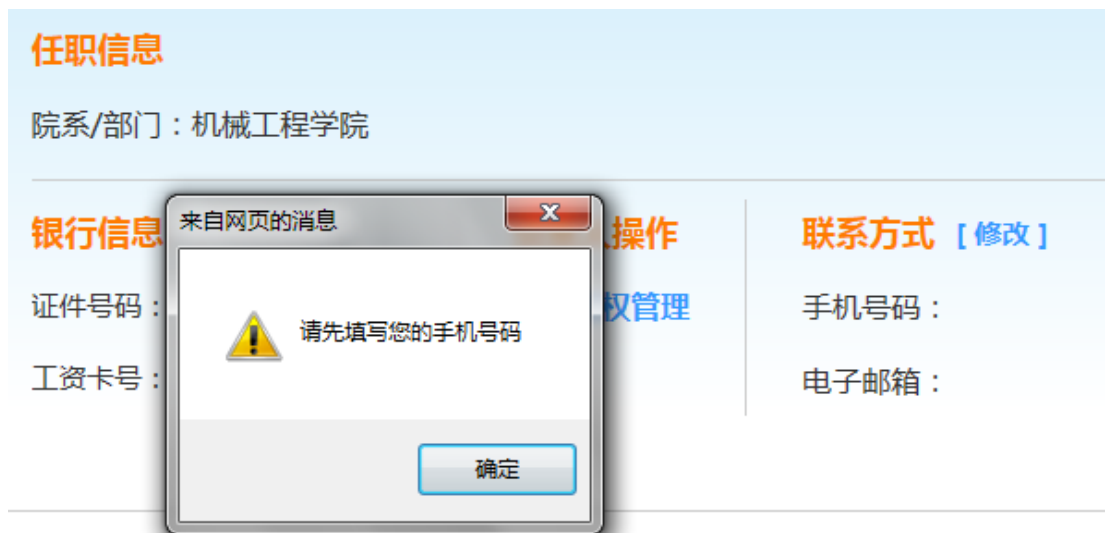 任职信息
院系/部门：机械工程学院
银行信息
操作
联系方式 [修改]
证件号码：
权管理
手机号码：
工资卡号：
电子邮箱：
来自网页的消息
请先填写您的手机号码
确定